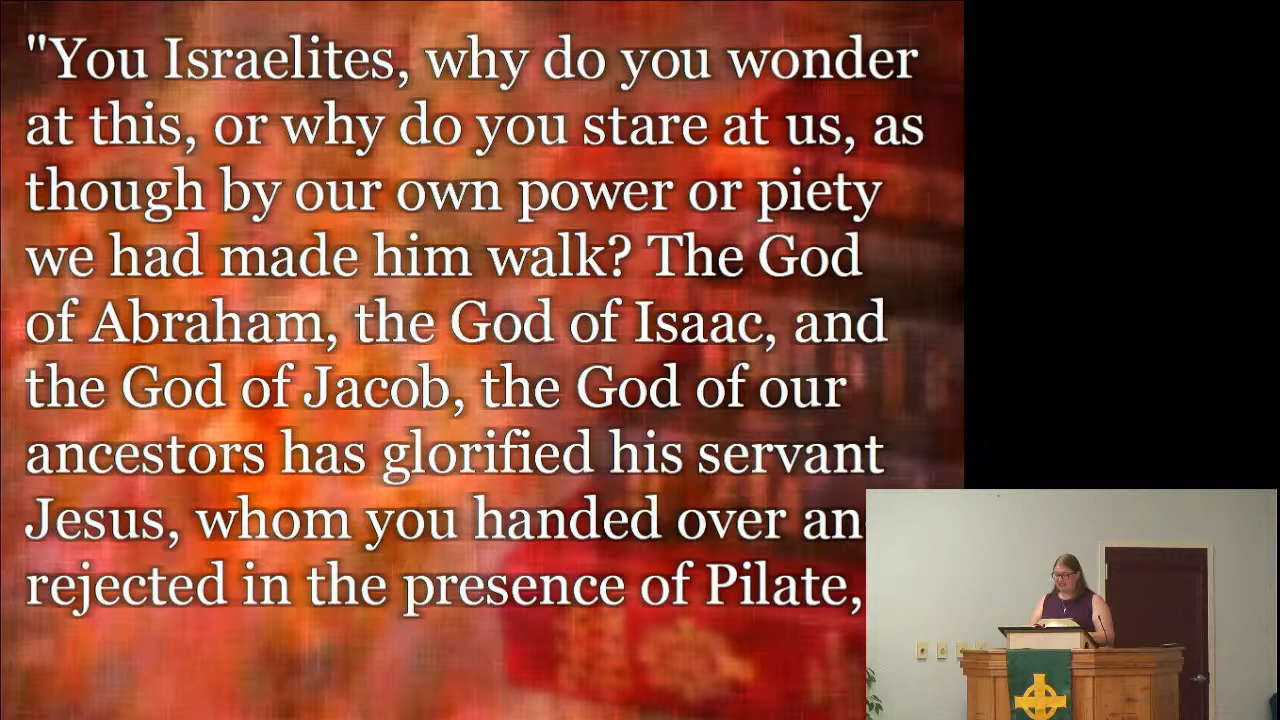 "You Israelites, why do you wonder
at this, or why do you stare at us, as
though by our own power or piety
we had made him walk? The God
of Abraham, the God of Isaac, and
the God of Jacob, the God of our
ancestors has glorified his servant
Jesus, whom you handed over an
rejected in the presence of Pilate,